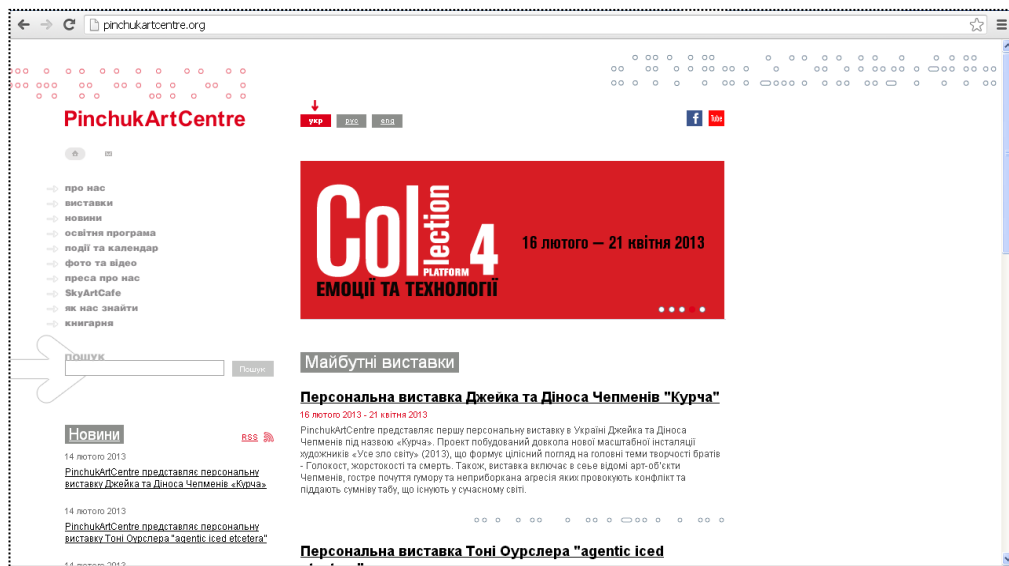 pinchukartcentre.org
PinchukArtCentre
укр рус eng
f Tube
про нас
виставки
новини
освітня програма
події та календар
фото та відео
преса про нас
SkyArtCafe
як нас знайти
книгарня
пошук
Пошук
Новини RSS
14 лютого 2013
PinchukArtCentre представляє персональну
виставку Джейка та Діноса Чепменів «Курча»
14 лютого 2013
PinchukArtCentre представляє персональну
виставку Тоні Оурслера "agentic iced etcetera"
14 лютого 2013
Collection
PLATFORM 4
ЕМОЦІЇ ТА ТЕХНОЛОГІЇ
16 лютого — 21 квітня 2013
Майбутні виставки
Персональна виставка Джейка та Діноса Чепменів "Курча"
16 лютого 2013 - 21 квітня 2013
PinchukArtCentre представляє першу персональну виставку в Україні Джейка та Діноса
Чепменів під назвою «Курча». Проект побудований довкола нової масштабної інсталяції
художників «Усе зло світу» (2013), що формує цілісний погляд на головні теми творчості братів
- Голокост, жорстокості та смерть. Також, виставка включає в сеье відомі арт-об'єкти
Чепменів, гостре почуття гумору та неприборкана агресія яких провокують конфлікт та
піддають сумніву табу, що існують у сучасному світі.
Персональна виставка Тоні Оурслера "agentic iced